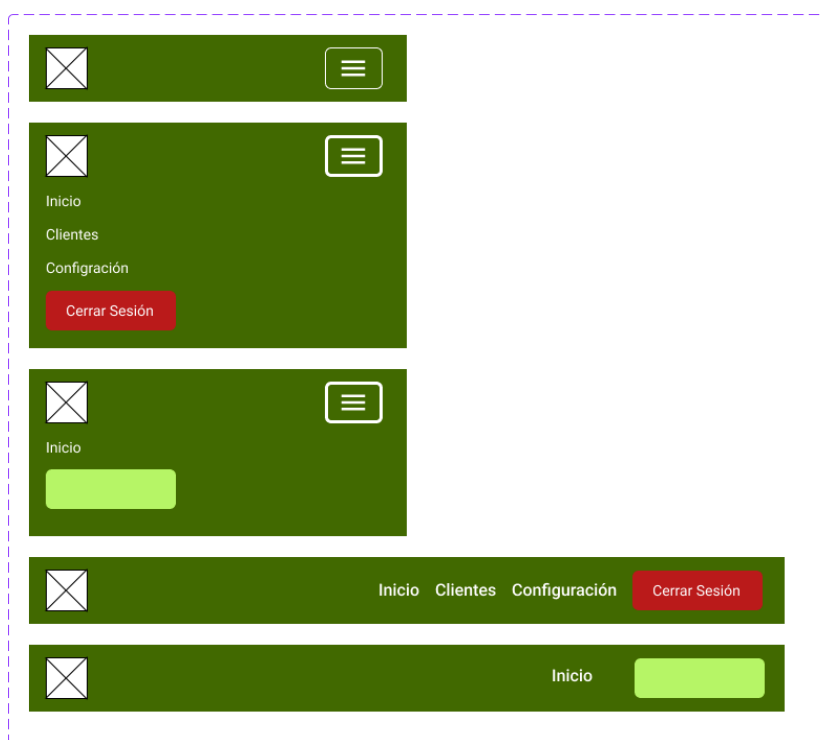 Inicio
Clientes
Configración
Cerrar Sesión
Inicio
Inicio Clientes Configuración Cerrar Sesión
Inicio